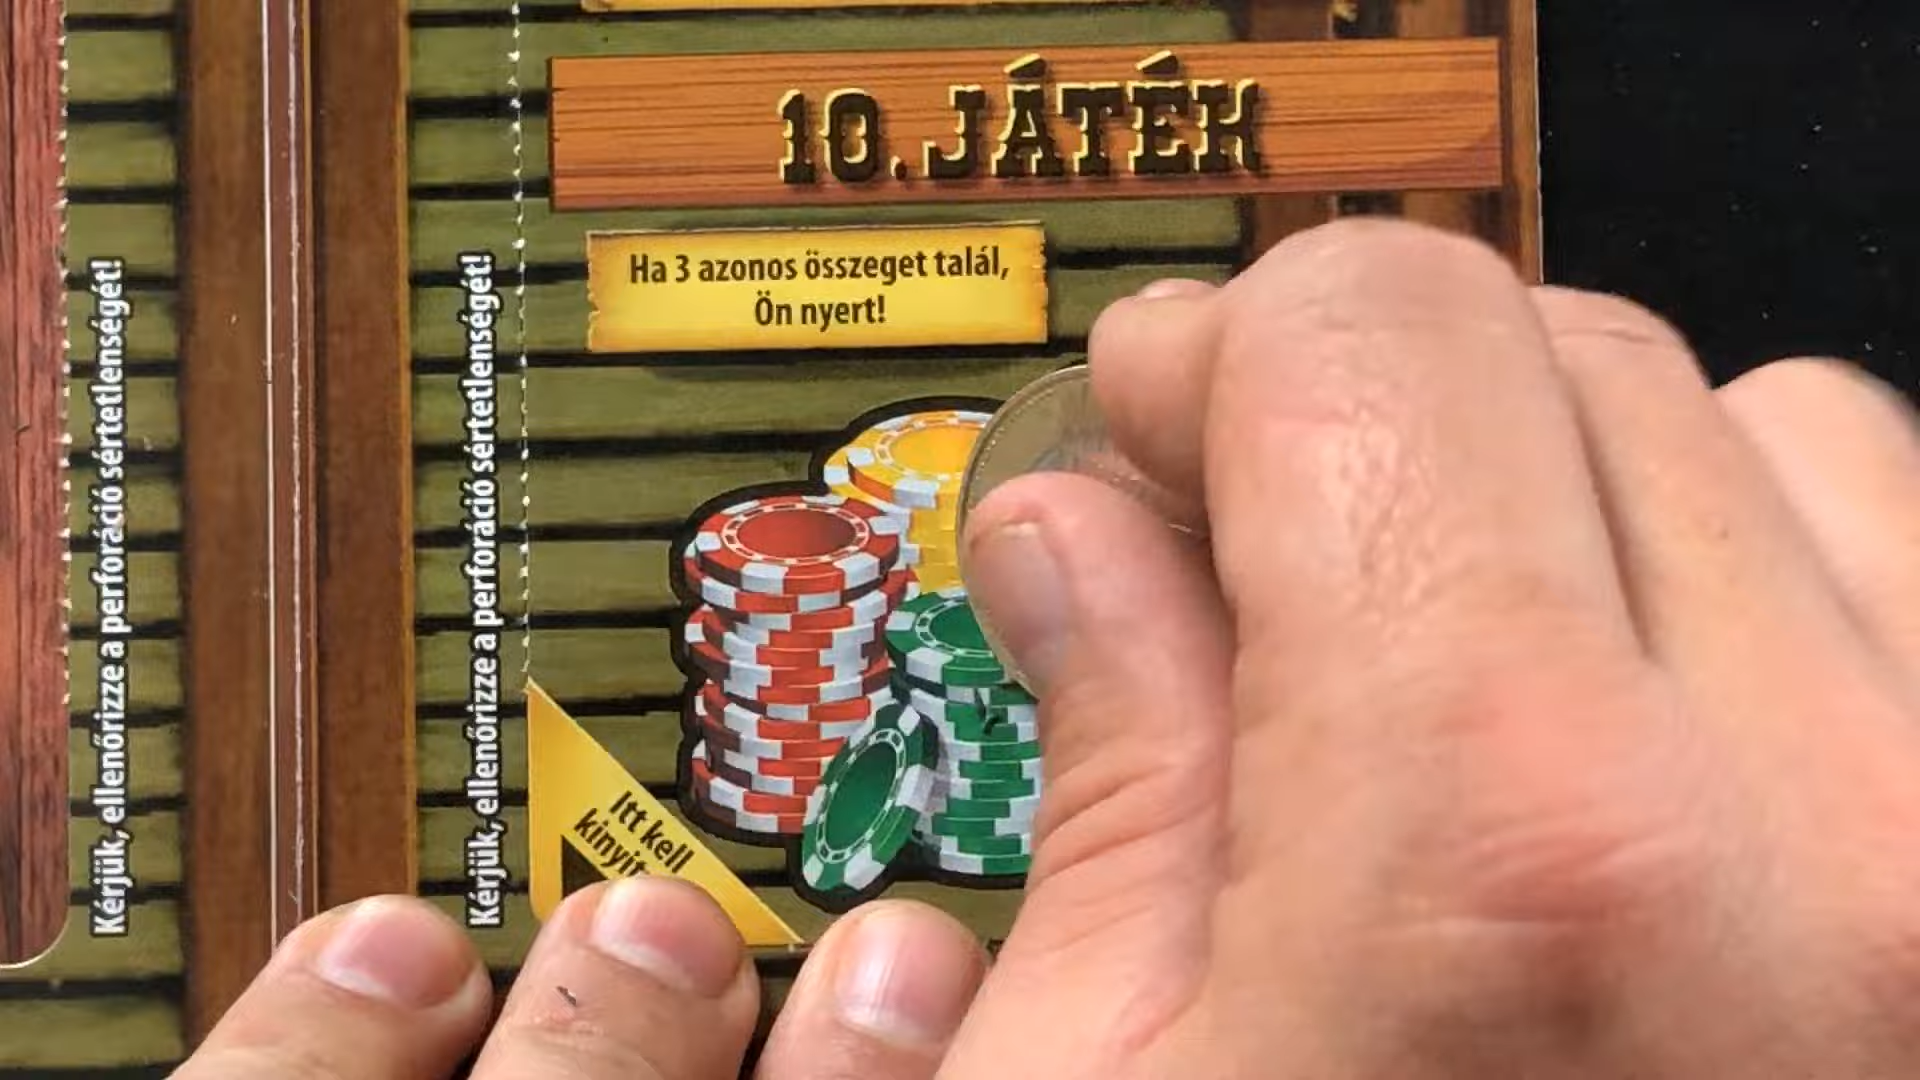 10. JÁTÉK
Ha 3 azonos összeget talál,
Ön nyert!
Kérjük, ellenőrizze a perforáció sértetlenségét!
Kérjük, ellenőrizze a perforáció sértetlenségét!
Itt kell